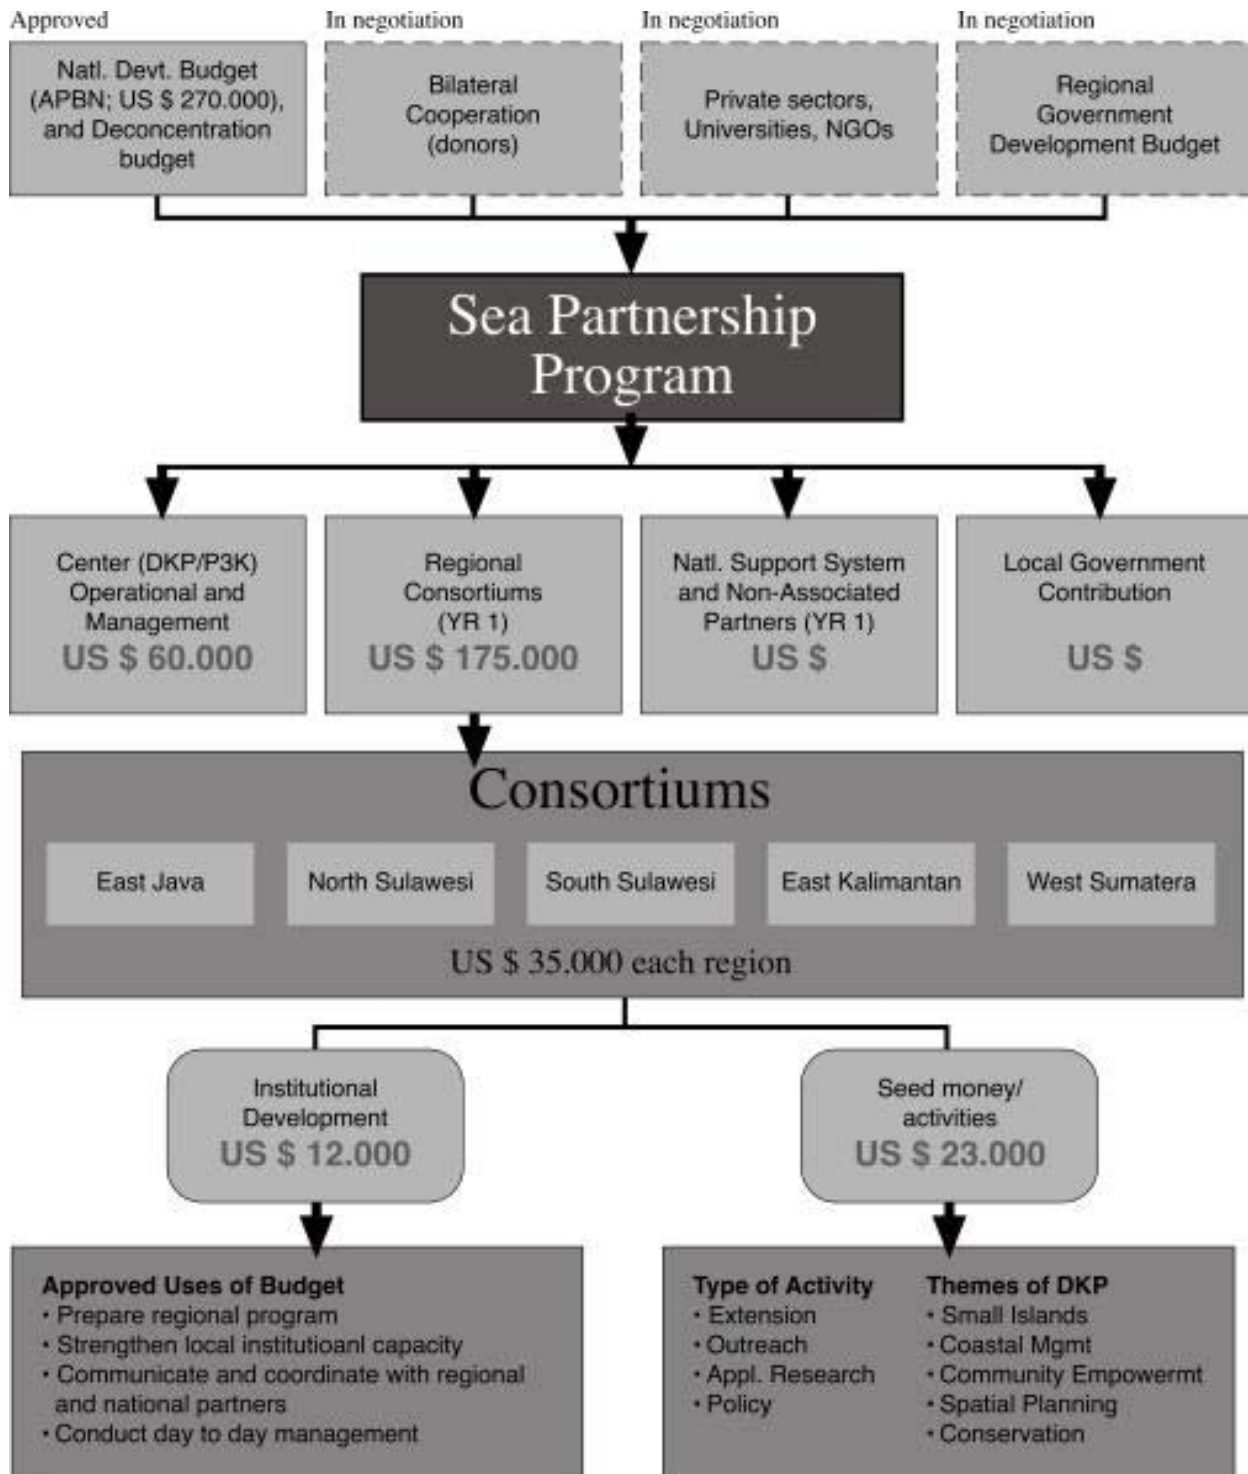 Approved
In negotiation
In negotiation
In negotiation
Natl. Devt. Budget
(APBN; US $ 270.000),
and Deconcentration
budget
Bilateral
Cooperation
(donors)
Private sectors,
Universities, NGOs
Regional
Government
Development Budget
Sea Partnership
Program
Center (DKP/P3K)
Operational and
Management
US $ 60.000
Regional
Consortiums
(YR 1)
US $ 175.000
Natl. Support System
and Non-Associated
Partners (YR 1)
US $
Local Government
Contribution
US $
Consortiums
East Java
North Sulawesi
South Sulawesi
East Kalimantan
West Sumatera
US $ 35.000 each region
Institutional
Development
US $ 12.000
Seed money/
activities
US $ 23.000
Approved Uses of Budget
• Prepare regional program
• Strengthen local institutioanl capacity
• Communicate and coordinate with regional
and national partners
• Conduct day to day management
Type of Activity
• Extension
• Outreach
• Appl. Research
• Policy
Themes of DKP
• Small Islands
• Coastal Mgmt
• Community Empowermt
• Spatial Planning
• Conservation